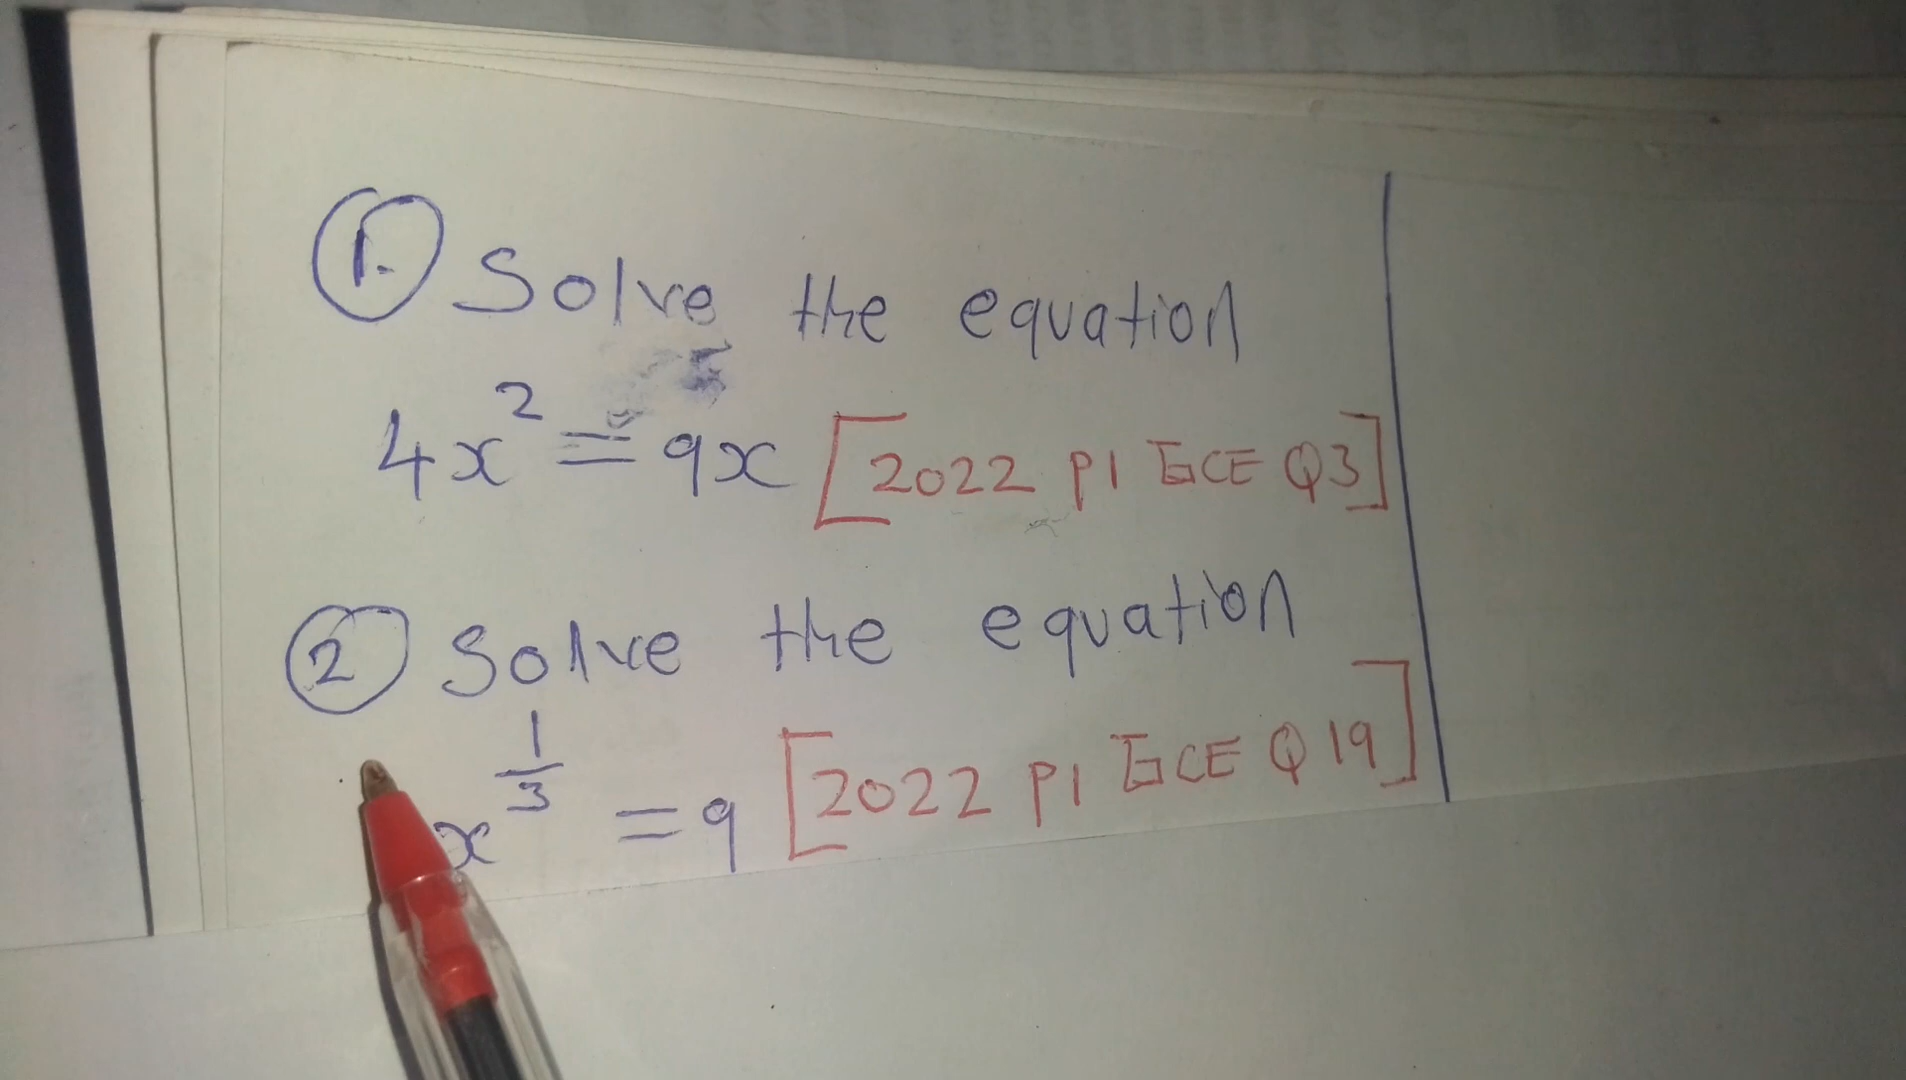 1. Solve the equation
4x² = 9x [2022 P1 GCE Q3]
2 Solve the equation
x^(1/3) = 9 [2022 P1 GCE Q19]